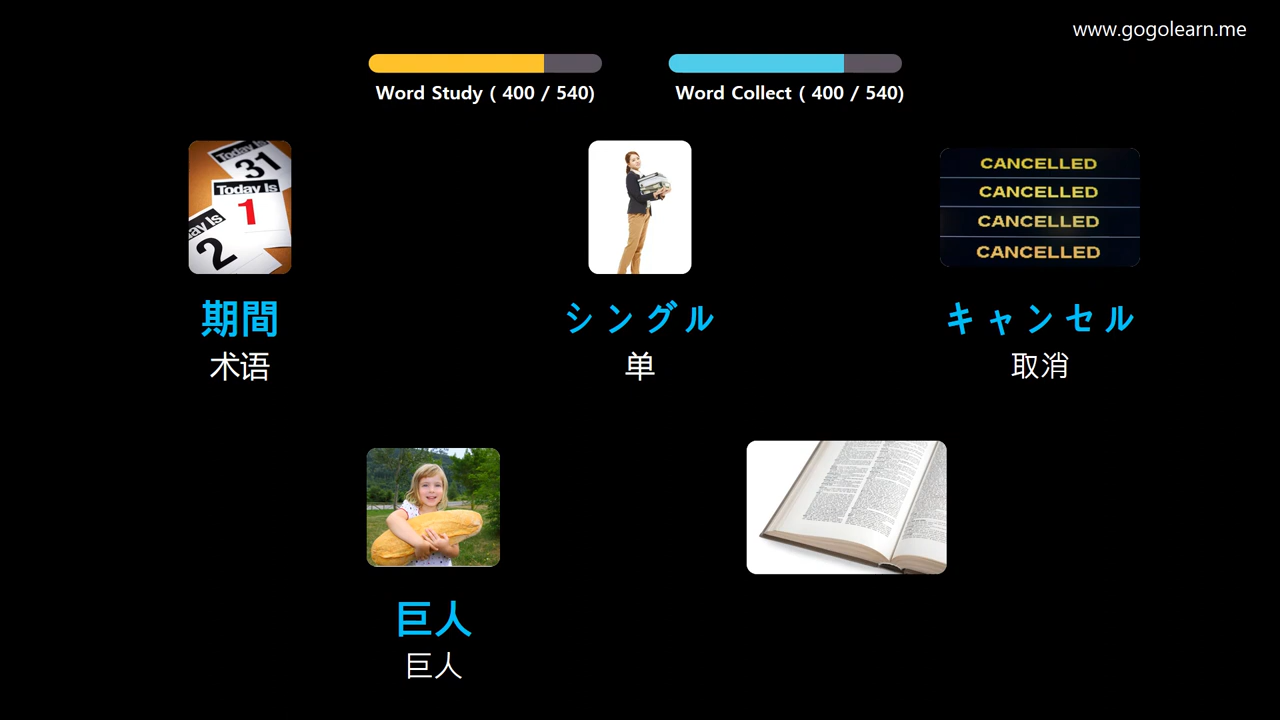 www.gogolearn.me
Word Study ( 400 / 540)
Word Collect ( 400 / 540)
Today Is
31
Today Is
1
ay Is
2
CANCELLED
CANCELLED
CANCELLED
CANCELLED
期間
シングル
キャンセル
术语
单
取消
巨人
巨人